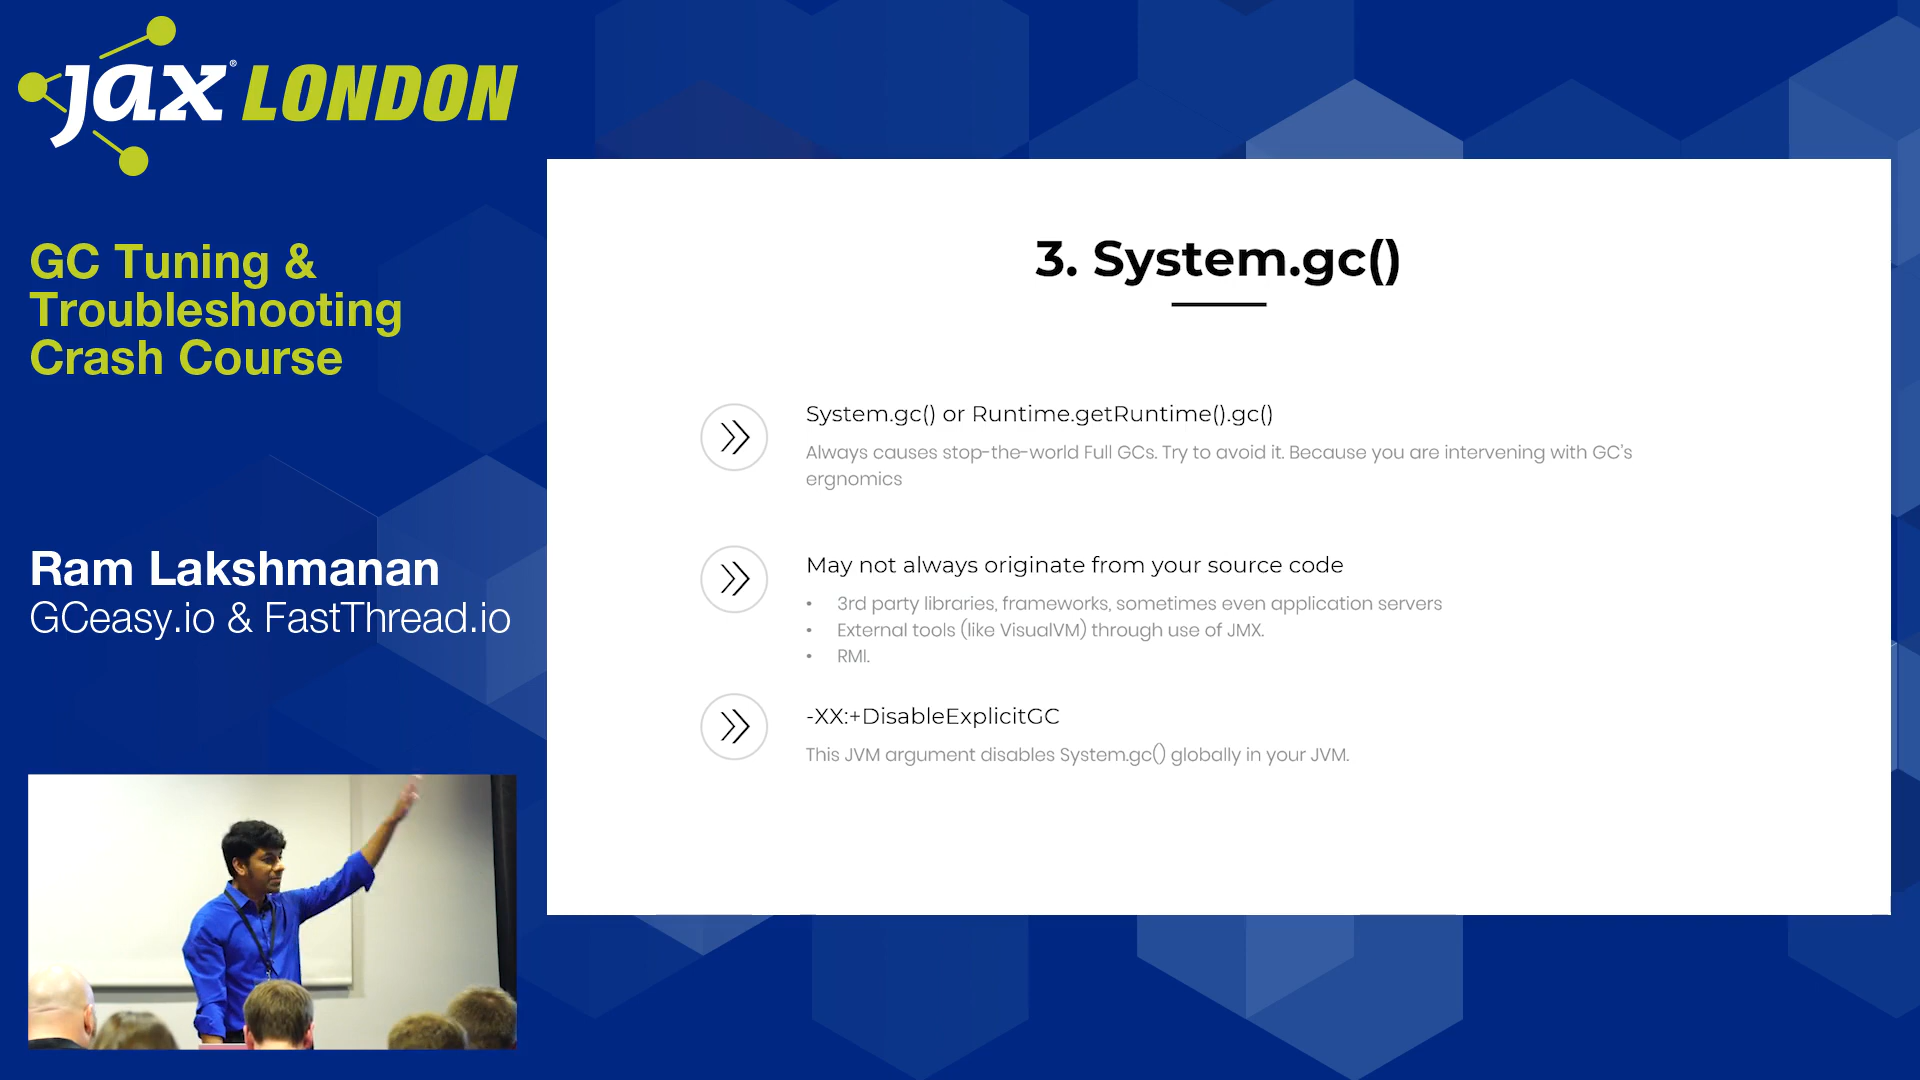 jax® LONDON
GC Tuning &
Troubleshooting
Crash Course
Ram Lakshmanan
GCeasy.io & FastThread.io
3. System.gc()
System.gc() or Runtime.getRuntime().gc()
Always causes stop-the-world Full GCs. Try to avoid it. Because you are intervening with GC's
ergnomics
May not always originate from your source code
• 3rd party libraries, frameworks, sometimes even application servers
• External tools (like VisualVM) through use of JMX.
• RMI.
-XX:+DisableExplicitGC
This JVM argument disables System.gc() globally in your JVM.